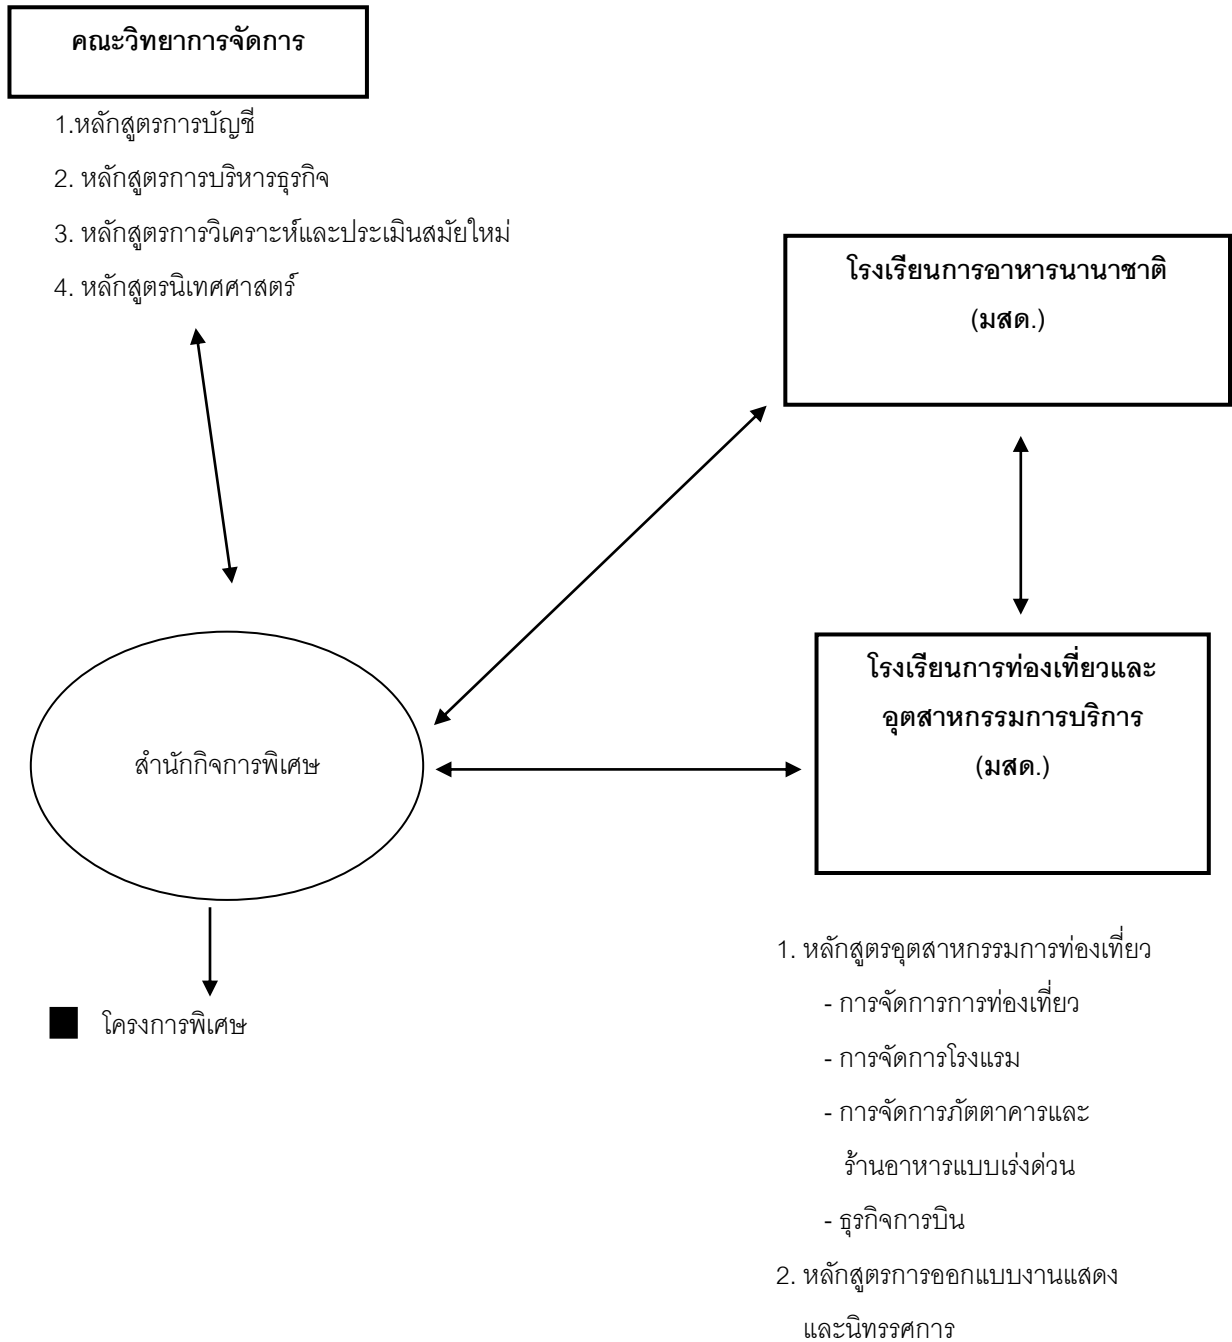 คณะวิทยาการจัดการ
1.หลักสูตรการบัญชี
2. หลักสูตรการบริหารธุรกิจ
3. หลักสูตรการวิเคราะห์และประเมินสมัยใหม่
4. หลักสูตรนิเทศศาสตร์
โรงเรียนการอาหารนานาชาติ
(มสด.)
โรงเรียนการท่องเที่ยวและ
อุตสาหกรรมการบริการ
(มสด.)
สำนักกิจการพิเศษ
โครงการพิเศษ
1. หลักสูตรอุตสาหกรรมการท่องเที่ยว
- การจัดการการท่องเที่ยว
- การจัดการโรงแรม
- การจัดการภัตตาคารและ
ร้านอาหารแบบเร่งด่วน
- ธุรกิจการบิน
2. หลักสูตรการออกแบบงานแสดง
และนิทรรศการ